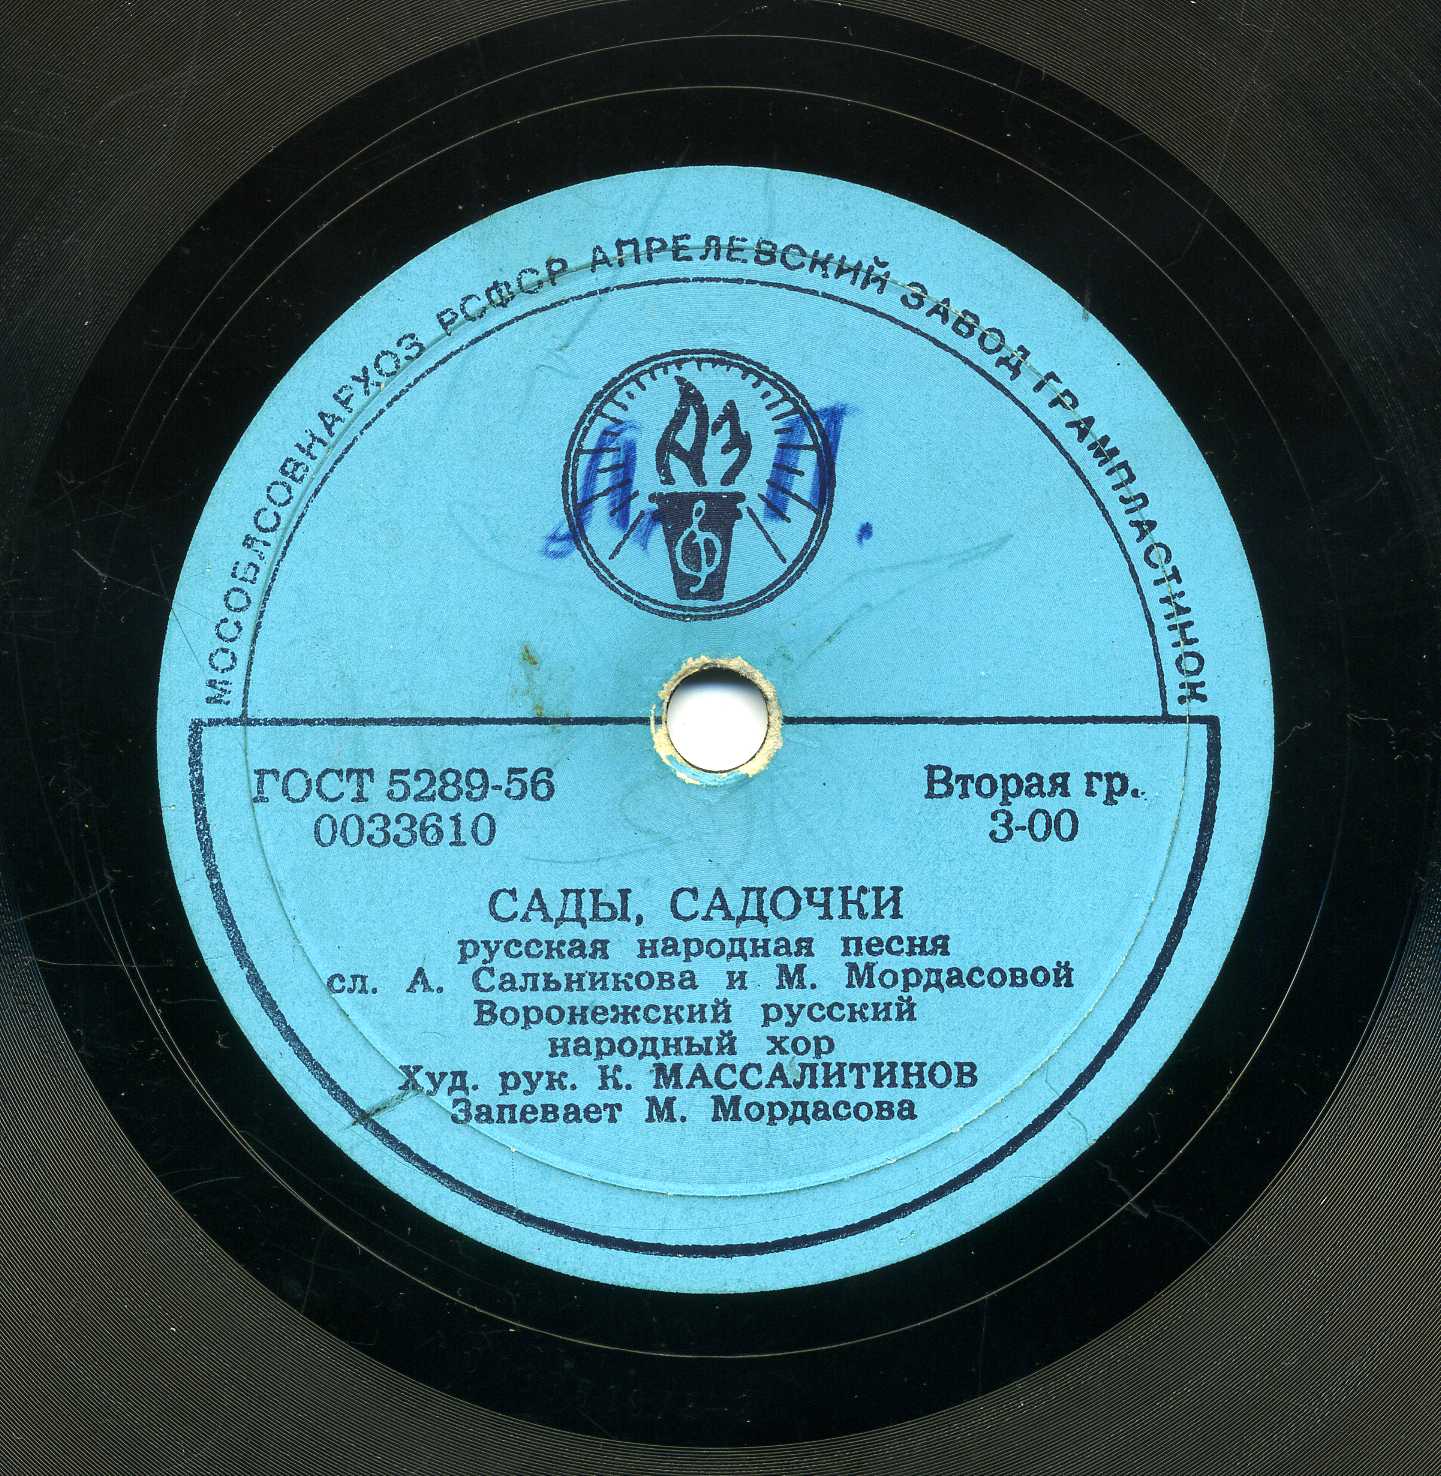 МОСОБЛСОВНАРХОЗ РСФСР АПРЕЛЕВСКИЙ ЗАВОД ГРАМПЛАСТИНОК
АЗ
ГОСТ 5289-56
0033610
Вторая гр.
3-00
САДЫ, САДОЧКИ
русская народная песня
сл. А. Сальникова и М. Мордасовой
Воронежский русский
народный хор
Худ. рук. К. МАССАЛИТИНОВ
Запевает М. Мордасова